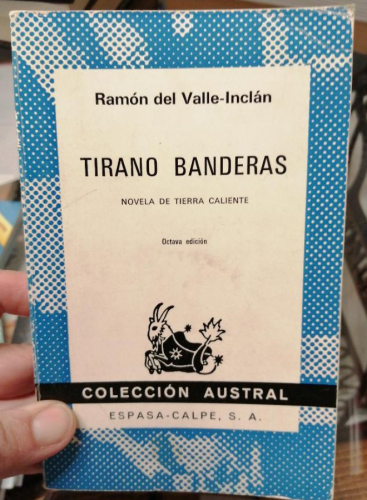 Ramón del Valle-Inclán
TIRANO BANDERAS
NOVELA DE TIERRA CALIENTE
Octava edición
COLECCIÓN AUSTRAL
ESPASA-CALPE, S. A.